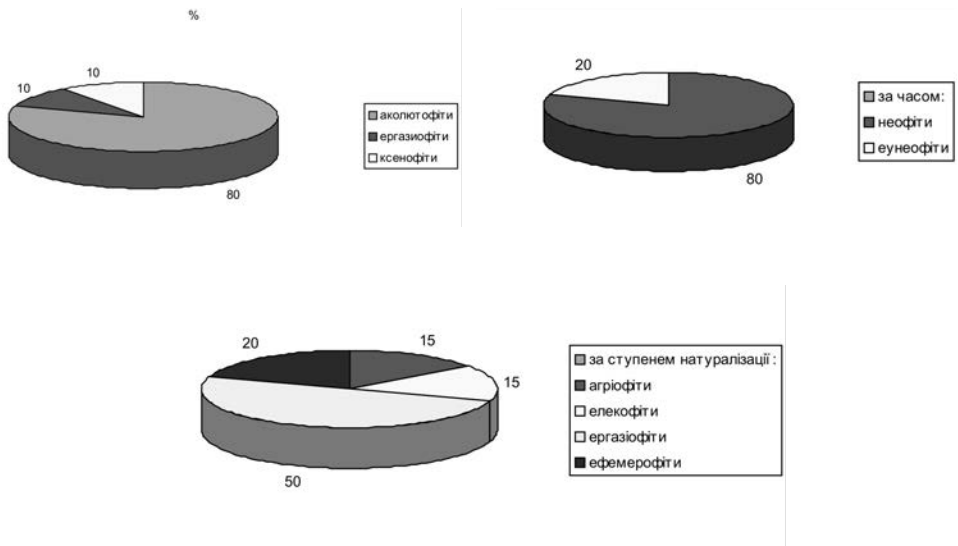 %
10
10
80
аколютофіти
ергазиофіти
ксенофіти
20
80
за часом:
неофіти
еунеофіти
20
15
15
50
за ступенем натуралізації :
агріофіти
елекофіти
ергазіофіти
ефемерофіти